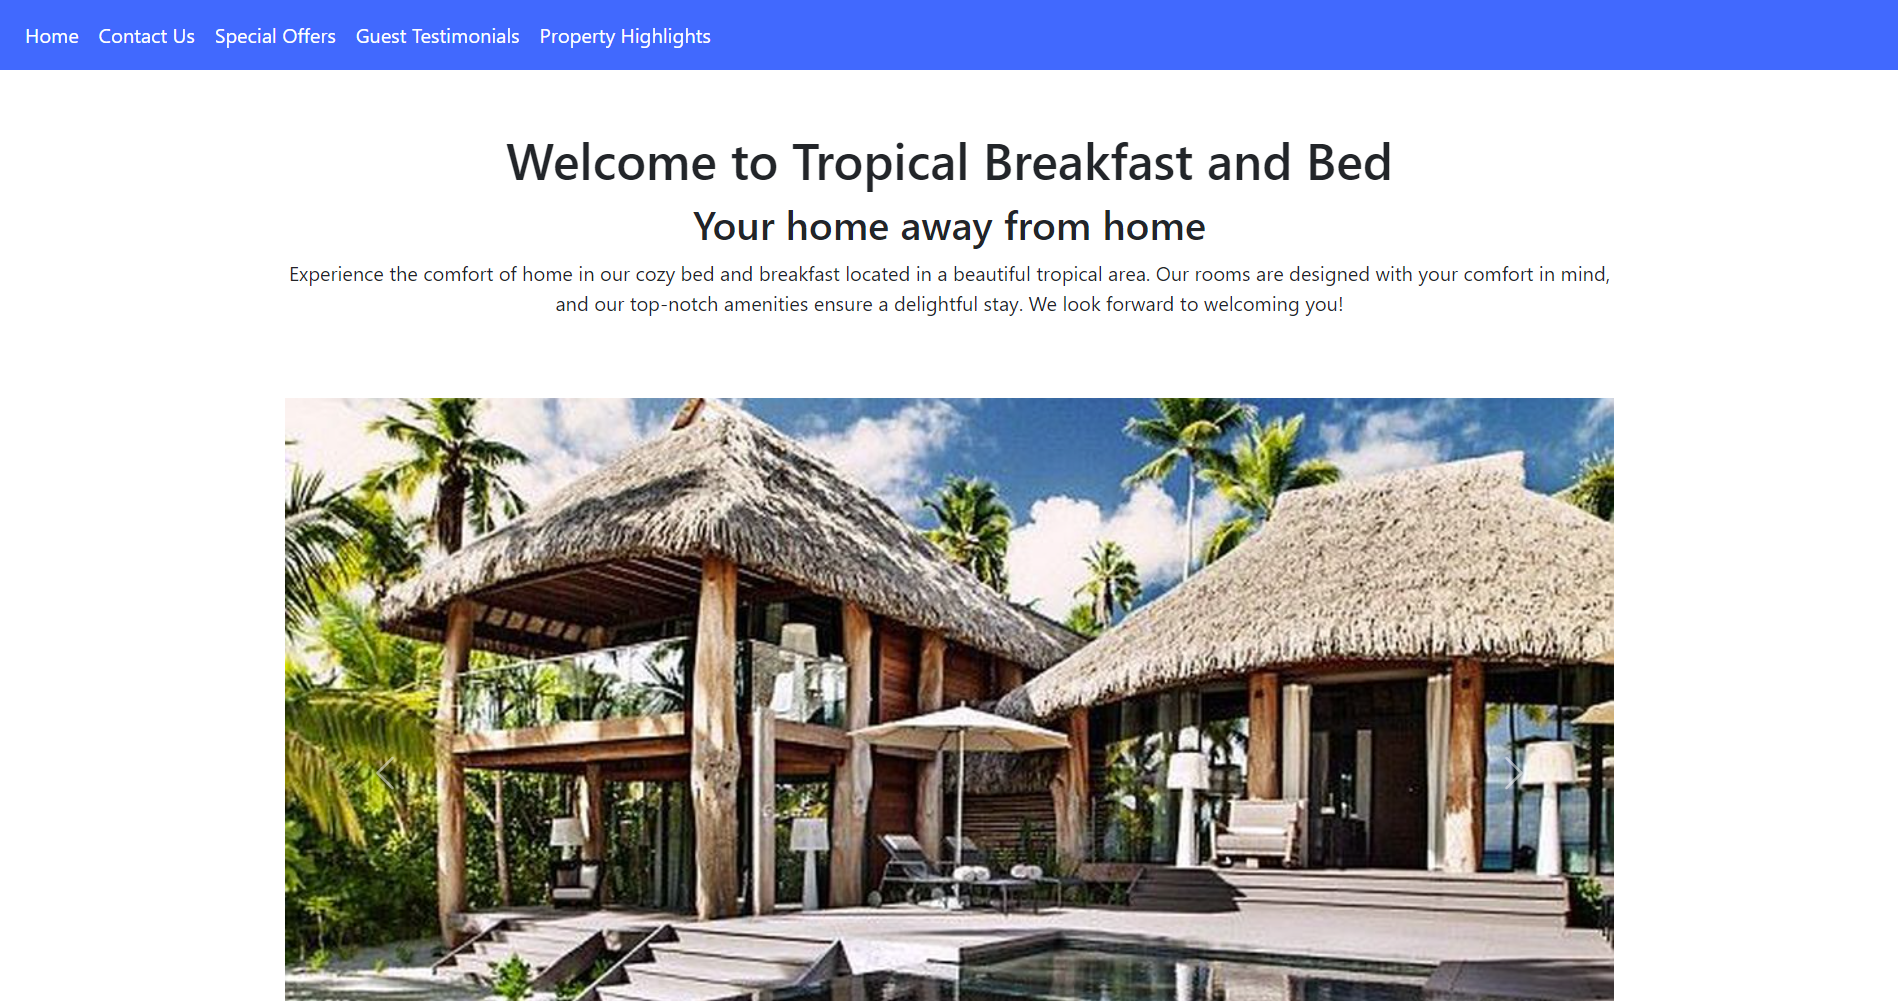 Home Contact Us Special Offers Guest Testimonials Property Highlights
Welcome to Tropical Breakfast and Bed
Your home away from home
Experience the comfort of home in our cozy bed and breakfast located in a beautiful tropical area. Our rooms are designed with your comfort in mind,
and our top-notch amenities ensure a delightful stay. We look forward to welcoming you!